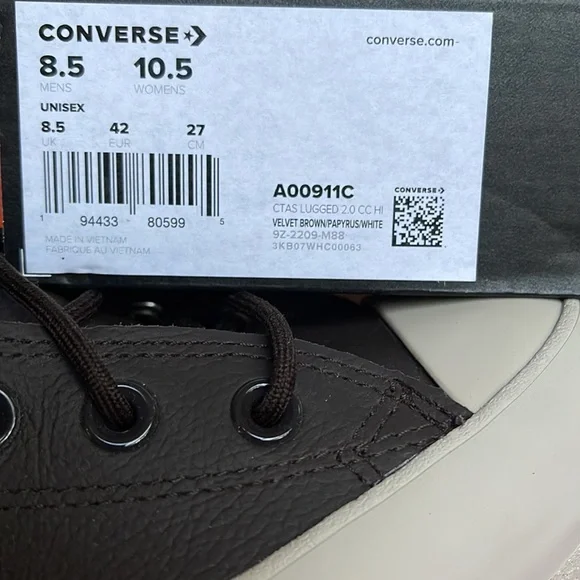 CONVERSE
converse.com
8.5 10.5
MENS WOMENS
UNISEX
8.5 42 27
UK EUR CM
1 94433 80599 5
MADE IN VIETNAM
FABRIQUE AU VIETNAM
A00911C
CTAS LUGGED 2.0 CC HI
VELVET BROWN/PAPYRUS/WHITE
9Z-2209-M88
3KB07WHC00063
CONVERSE